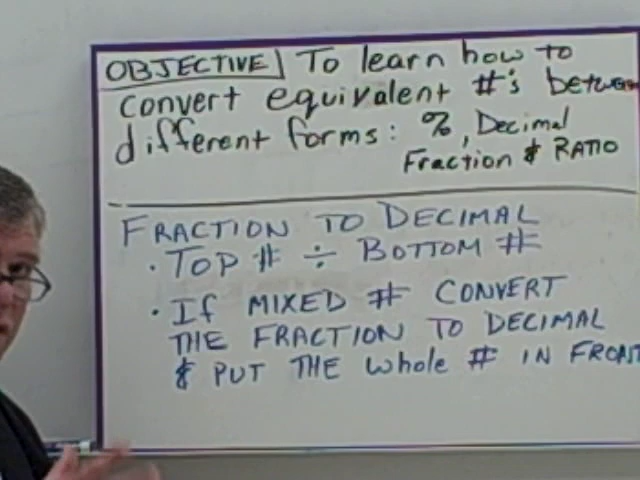 OBJECTIVE To learn how to
convert equivalent #'s between
different forms: %, Decimal
Fraction & RATIO
FRACTION TO DECIMAL
• TOP # ÷ BOTTOM #
• If MIXED # CONVERT
THE FRACTION TO DECIMAL
& PUT THE Whole # IN FRONT